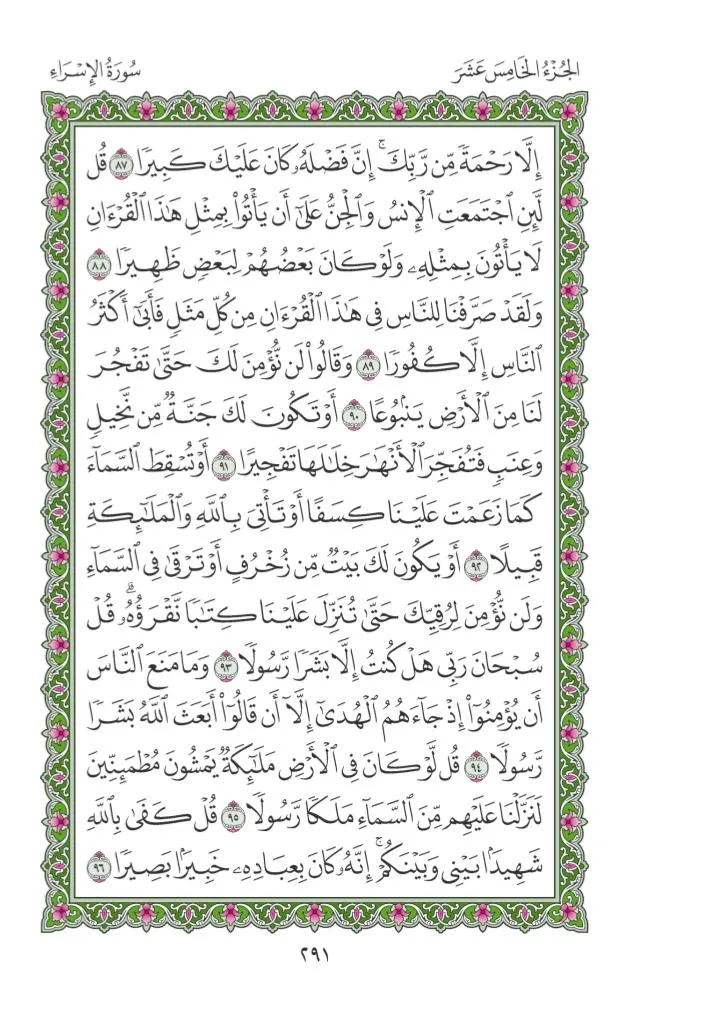 الجُزْءُ الخَامِسَ عَشَرَ
سُورَةُ الإِسْرَاءِ
إِلَّا رَحْمَةً مِّن رَّبِّكَۚ إِنَّ فَضْلَهُۥ كَانَ عَلَيْكَ كَبِيرًا ٨٧ قُل
لَّئِنِ ٱجْتَمَعَتِ ٱلْإِنسُ وَٱلْجِنُّ عَلَىٰٓ أَن يَأْتُوا۟ بِمِثْلِ هَٰذَا ٱلْقُرْءَانِ
لَا يَأْتُونَ بِمِثْلِهِۦ وَلَوْ كَانَ بَعْضُهُمْ لِبَعْضٍ ظَهِيرًا ٨٨
وَلَقَدْ صَرَّفْنَا لِلنَّاسِ فِى هَٰذَا ٱلْقُرْءَانِ مِن كُلِّ مَثَلٍ فَأَبَىٰٓ أَكْثَرُ
ٱلنَّاسِ إِلَّا كُفُورًا ٨٩ وَقَالُوا۟ لَن نُّؤْمِنَ لَكَ حَتَّىٰ تَفْجُرَ
لَنَا مِنَ ٱلْأَرْضِ يَنۢبُوعًا ٩٠ أَوْ تَكُونَ لَكَ جَنَّةٌ مِّن نَّخِيلٍ
وَعِنَبٍ فَتُفَجِّرَ ٱلْأَنْهَٰرَ خِلَٰلَهَا تَفْجِيرًا ٩١ أَوْ تُسْقِطَ ٱلسَّمَآءَ
كَمَا زَعَمْتَ عَلَيْنَا كِسَفًا أَوْ تَأْتِىَ بِٱللَّهِ وَٱلْمَلَٰٓئِكَةِ
قَبِيلًا ٩٢ أَوْ يَكُونَ لَكَ بَيْتٌ مِّن زُخْرُفٍ أَوْ تَرْقَىٰ فِى ٱلسَّمَآءِ
وَلَن نُّؤْمِنَ لِرُقِيِّكَ حَتَّىٰ تُنَزِّلَ عَلَيْنَا كِتَٰبًا نَّقْرَؤُهُۥۗ قُلْ
سُبْحَانَ رَبِّى هَلْ كُنتُ إِلَّا بَشَرًا رَّسُولًا ٩٣ وَمَا مَنَعَ ٱلنَّاسَ
أَن يُؤْمِنُوٓا۟ إِذْ جَآءَهُمُ ٱلْهُدَىٰٓ إِلَّآ أَن قَالُوٓا۟ أَبَعَثَ ٱللَّهُ بَشَرًا
رَّسُولًا ٩٤ قُل لَّوْ كَانَ فِى ٱلْأَرْضِ مَلَٰٓئِكَةٌ يَمْشُونَ مُطْمَئِنِّينَ
لَنَزَّلْنَا عَلَيْهِم مِّنَ ٱلسَّمَآءِ مَلَكًا رَّسُولًا ٩٥ قُلْ كَفَىٰ بِٱللَّهِ
شَهِيدًۢا بَيْنِى وَبَيْنَكُمْۚ إِنَّهُۥ كَانَ بِعِبَادِهِۦ خَبِيرًۢا بَصِيرًا ٩٦
٢٩١